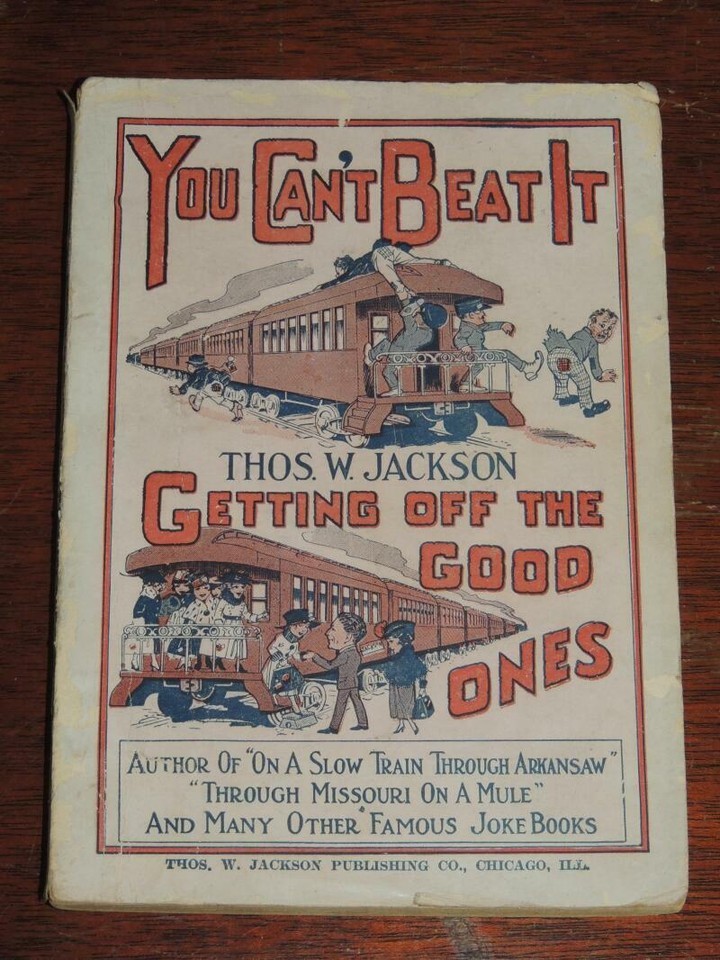 YOU CAN'T BEAT IT
THOS. W. JACKSON
GETTING OFF THE
GOOD
ONES
AUTHOR OF "ON A SLOW TRAIN THROUGH ARKANSAW"
"THROUGH MISSOURI ON A MULE"
AND MANY OTHER FAMOUS JOKE BOOKS
THOS. W. JACKSON PUBLISHING CO., CHICAGO, ILL.